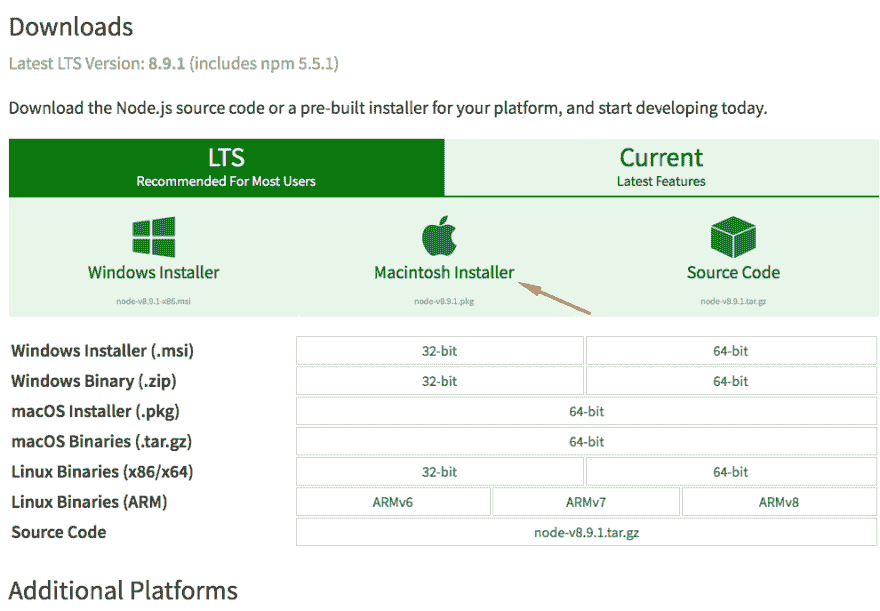 Downloads
Latest LTS Version: 8.9.1 (includes npm 5.5.1)
Download the Node.js source code or a pre-built installer for your platform, and start developing today.
LTS
Recommended For Most Users
Current
Latest Features
Windows Installer
node-v8.9.1-x86.msi
Macintosh Installer
node-v8.9.1.pkg
Source Code
node-v8.9.1.tar.gz
Windows Installer (.msi) 32-bit 64-bit
Windows Binary (.zip) 32-bit 64-bit
macOS Installer (.pkg) 64-bit
macOS Binaries (.tar.gz) 64-bit
Linux Binaries (x86/x64) 32-bit 64-bit
Linux Binaries (ARM) ARMv6 ARMv7 ARMv8
Source Code node-v8.9.1.tar.gz
Additional Platforms